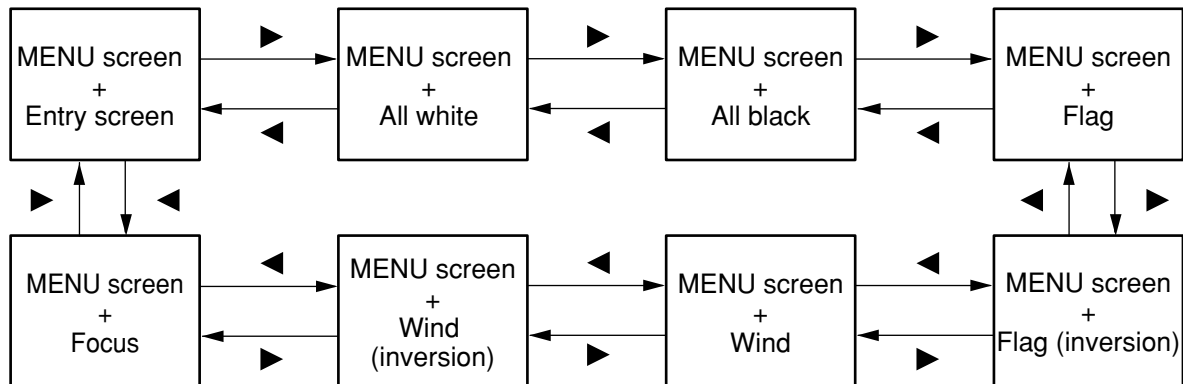 MENU screen
+
Entry screen
MENU screen
+
All white
MENU screen
+
All black
MENU screen
+
Flag
MENU screen
+
Focus
MENU screen
+
Wind
(inversion)
MENU screen
+
Wind
MENU screen
+
Flag (inversion)